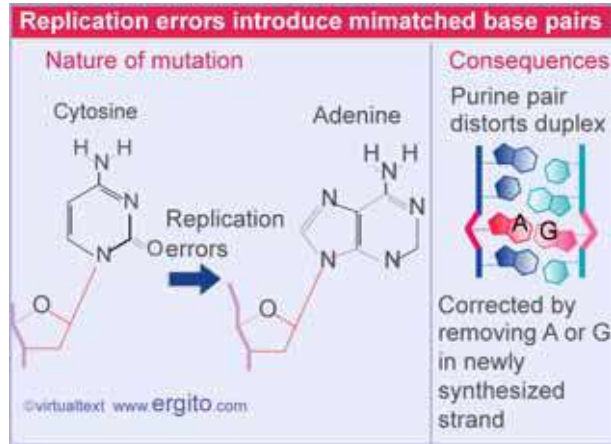 Replication errors introduce mimatched base pairs
Nature of mutation
Cytosine
H H
N
N
N
O
Replication
errors
O
Adenine
H H
N
N
N
N
N
O
Consequences
Purine pair
distorts duplex
A G
Corrected by
removing A or G
in newly
synthesized
strand
©virtualtext www.ergito.com